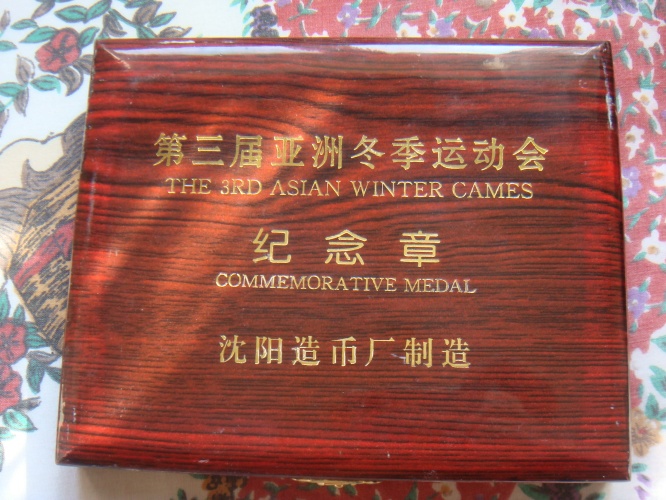 第三届亚洲冬季运动会
THE 3RD ASIAN WINTER CAMES
纪念章
COMMEMORATIVE MEDAL
沈阳造币厂制造